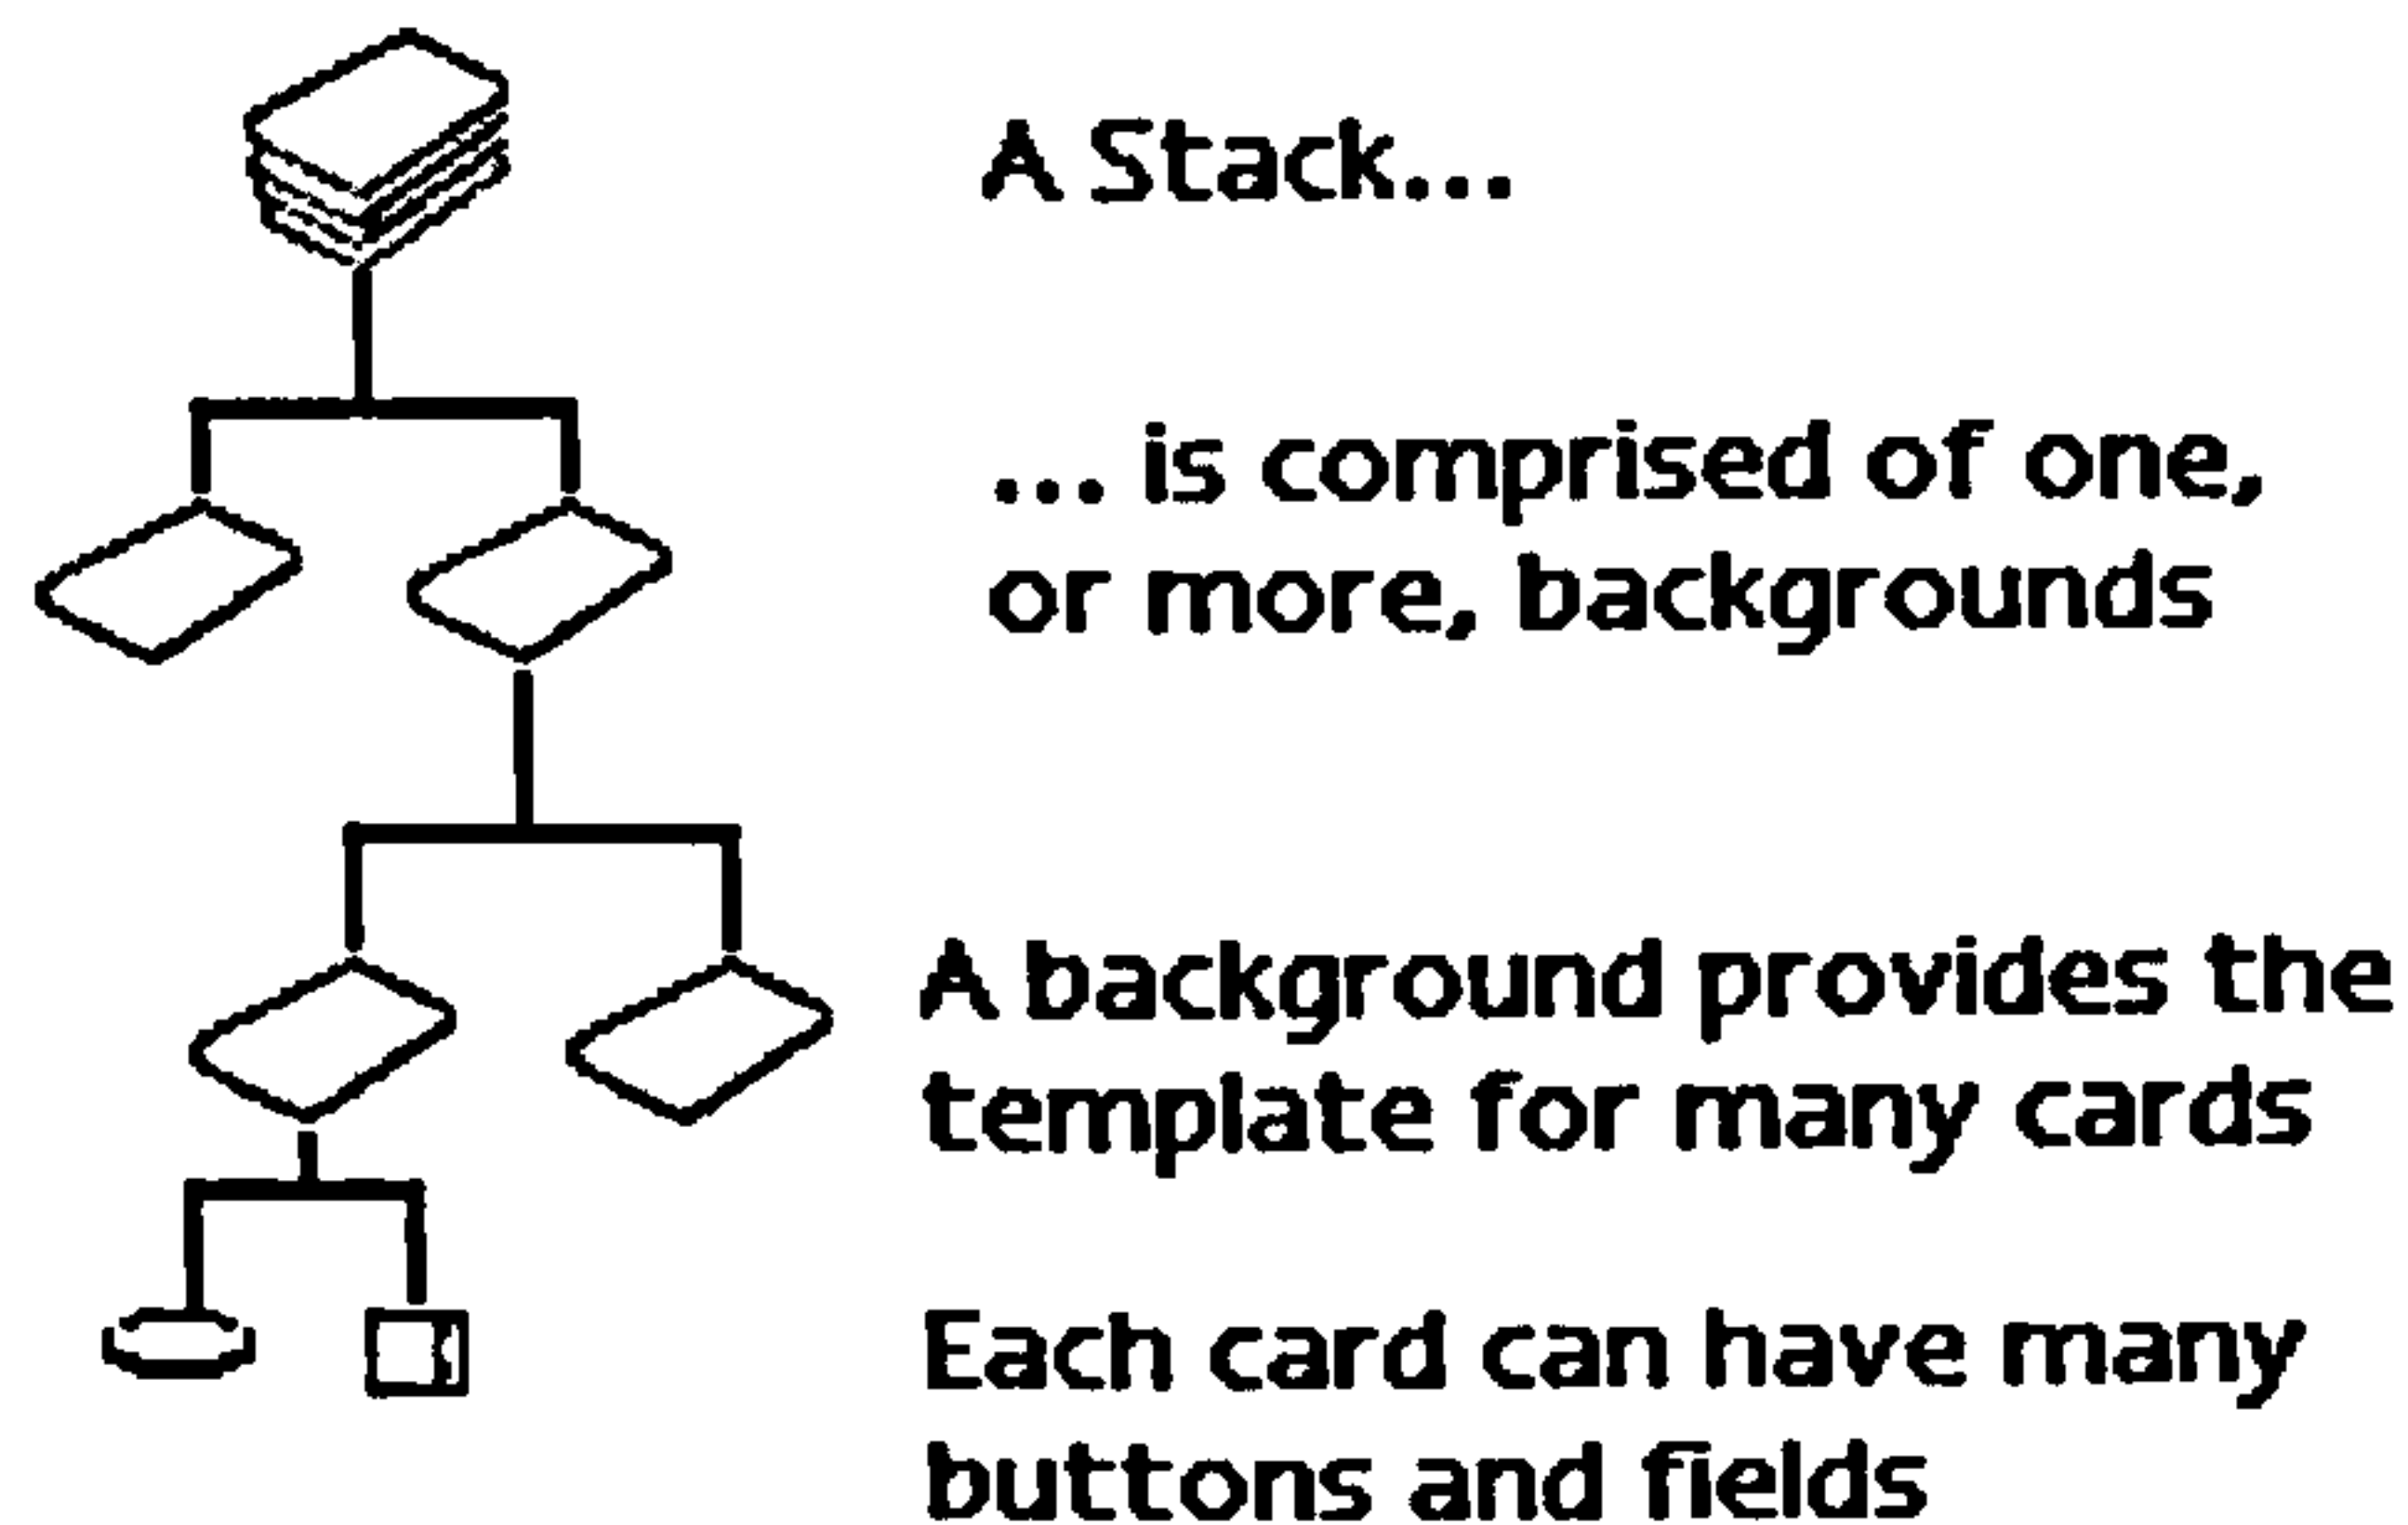 A Stack...
... is comprised of one,
or more, backgrounds
A background provides the
template for many cards
Each card can have many
buttons and fields